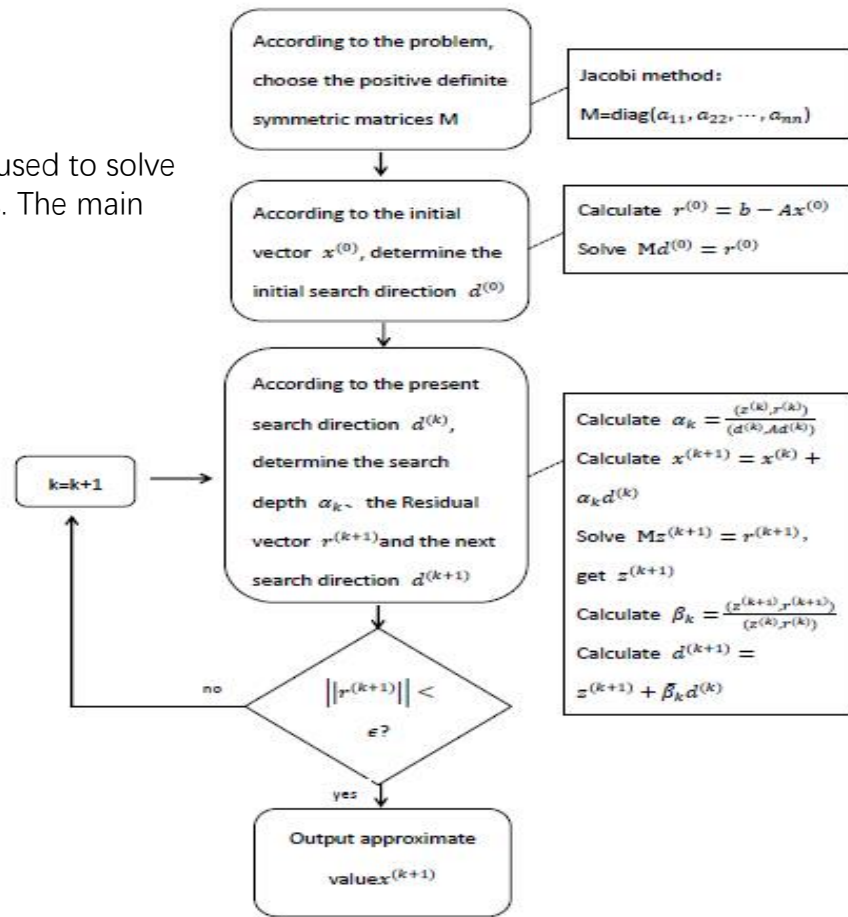 used to solve
. The main
According to the problem,
choose the positive definite
symmetric matrices M
Jacobi method:
M=diag(a₁₁, a₂₂, ⋯, aₙₙ)
According to the initial
vector x⁽⁰⁾, determine the
initial search direction d⁽⁰⁾
Calculate r⁽⁰⁾ = b − Ax⁽⁰⁾
Solve Md⁽⁰⁾ = r⁽⁰⁾
According to the present
search direction d⁽ᵏ⁾,
determine the search
depth αₖ、the Residual
vector r⁽ᵏ⁺¹⁾and the next
search direction d⁽ᵏ⁺¹⁾
Calculate αₖ = (z⁽ᵏ⁾,r⁽ᵏ⁾)/(d⁽ᵏ⁾,Ad⁽ᵏ⁾)
Calculate x⁽ᵏ⁺¹⁾ = x⁽ᵏ⁾ +
αₖd⁽ᵏ⁾
Solve Mz⁽ᵏ⁺¹⁾ = r⁽ᵏ⁺¹⁾,
get z⁽ᵏ⁺¹⁾
Calculate βₖ = (z⁽ᵏ⁺¹⁾,r⁽ᵏ⁺¹⁾)/(z⁽ᵏ⁾,r⁽ᵏ⁾)
Calculate d⁽ᵏ⁺¹⁾ =
z⁽ᵏ⁺¹⁾ + β̄ₖd⁽ᵏ⁾
k=k+1
no
||r⁽ᵏ⁺¹⁾|| <
ϵ?
yes
Output approximate
valuex⁽ᵏ⁺¹⁾